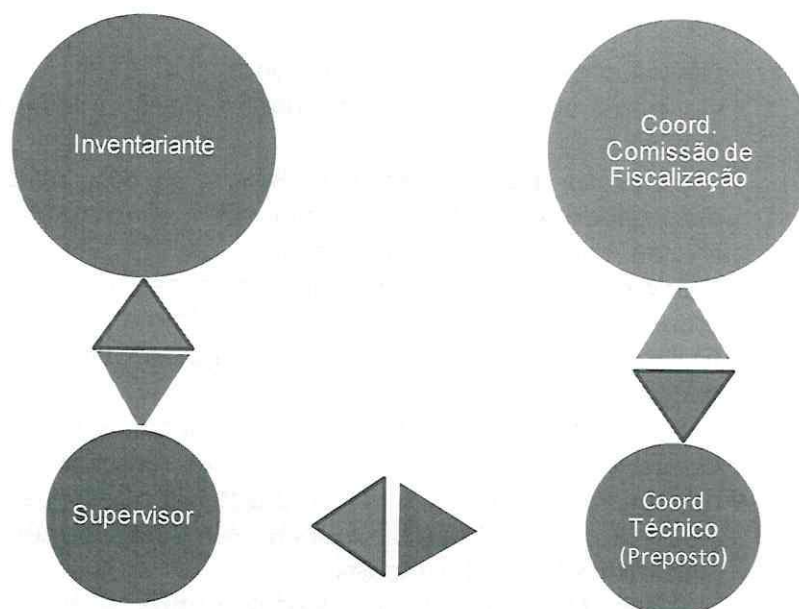 Inventariante
Coord.
Comissão de
Fiscalização
Supervisor
Coord
Técnico
(Preposto)